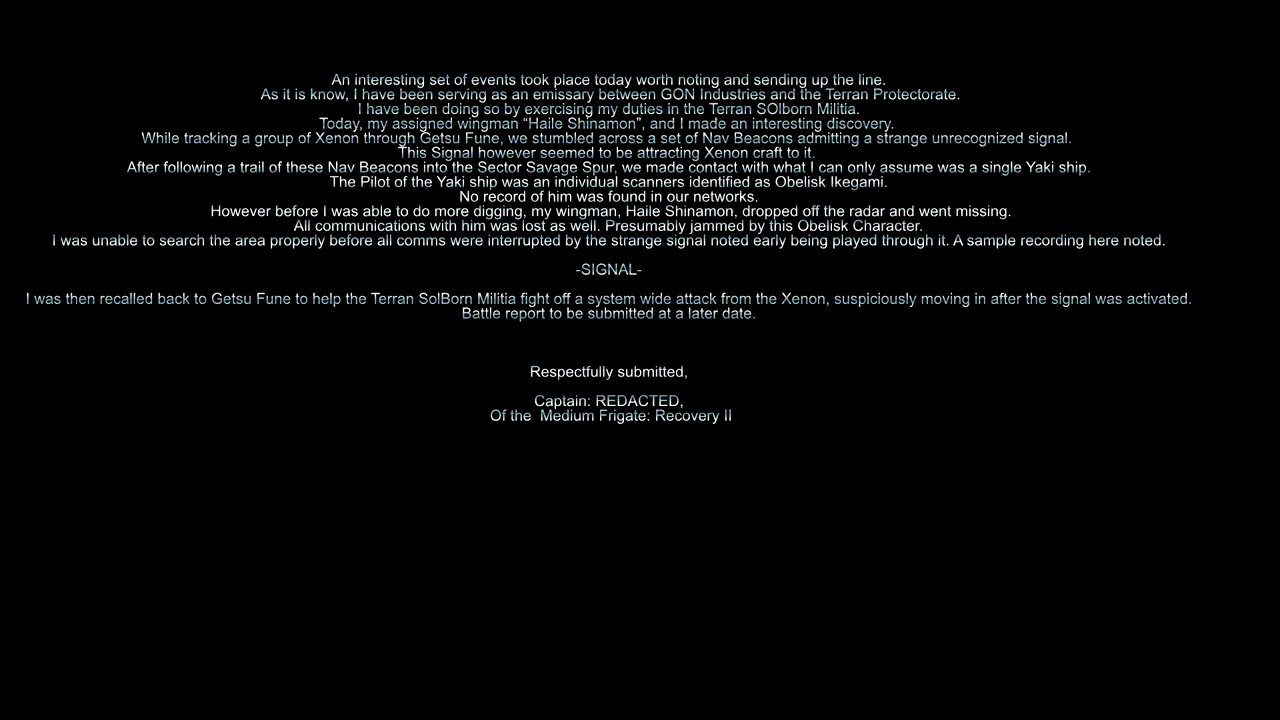 An interesting set of events took place today worth noting and sending up the line.
As it is know, I have been serving as an emissary between GON Industries and the Terran Protectorate.
I have been doing so by exercising my duties in the Terran SOlborn Militia.
Today, my assigned wingman “Haile Shinamon”, and I made an interesting discovery.
While tracking a group of Xenon through Getsu Fune, we stumbled across a set of Nav Beacons admitting a strange unrecognized signal.
This Signal however seemed to be attracting Xenon craft to it.
After following a trail of these Nav Beacons into the Sector Savage Spur, we made contact with what I can only assume was a single Yaki ship.
The Pilot of the Yaki ship was an individual scanners identified as Obelisk Ikegami.
No record of him was found in our networks.
However before I was able to do more digging, my wingman, Haile Shinamon, dropped off the radar and went missing.
All communications with him was lost as well. Presumably jammed by this Obelisk Character.
I was unable to search the area properly before all comms were interrupted by the strange signal noted early being played through it. A sample recording here noted.
-SIGNAL-
I was then recalled back to Getsu Fune to help the Terran SolBorn Militia fight off a system wide attack from the Xenon, suspiciously moving in after the signal was activated.
Battle report to be submitted at a later date.
Respectfully submitted,
Captain: REDACTED,
Of the  Medium Frigate: Recovery II